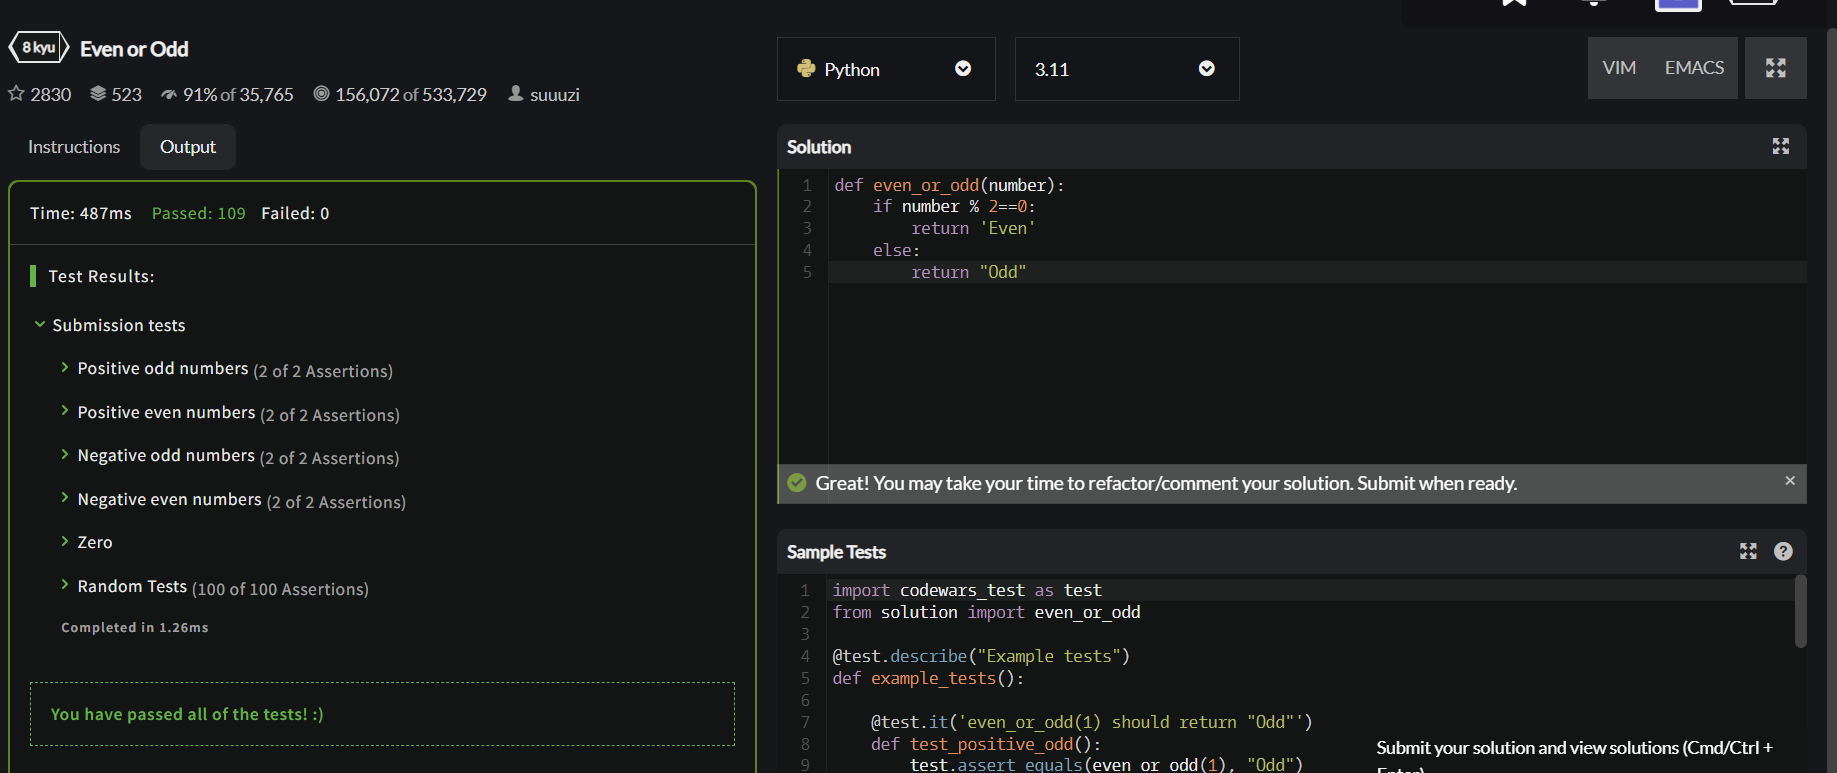 8 kyu Even or Odd
2830 523 91% of 35,765 156,072 of 533,729 suuuzi
Instructions Output
Time: 487ms Passed: 109 Failed: 0
Test Results:
Submission tests
Positive odd numbers (2 of 2 Assertions)
Positive even numbers (2 of 2 Assertions)
Negative odd numbers (2 of 2 Assertions)
Negative even numbers (2 of 2 Assertions)
Zero
Random Tests (100 of 100 Assertions)
Completed in 1.26ms
You have passed all of the tests! :)
Python 3.11 VIM EMACS
Solution
1 def even_or_odd(number):
2 if number % 2==0:
3 return 'Even'
4 else:
5 return "Odd"
Great! You may take your time to refactor/comment your solution. Submit when ready.
Sample Tests
1 import codewars_test as test
2 from solution import even_or_odd
3
4 @test.describe("Example tests")
5 def example_tests():
6
7 @test.it('even_or_odd(1) should return "Odd"')
8 def test_positive_odd():
9 test.assert_equals(even_or_odd(1), "Odd")
Submit your solution and view solutions (Cmd/Ctrl +
Enter)